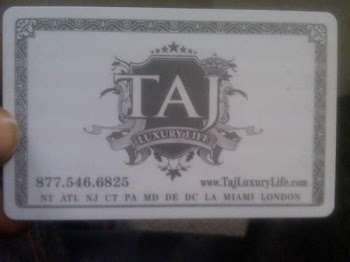 TAJ
LUXURY LIFE
877.546.6825 www.TajLuxuryLife.com
NY ATL NJ CT PA MD DE DC LA MIAMI LONDON